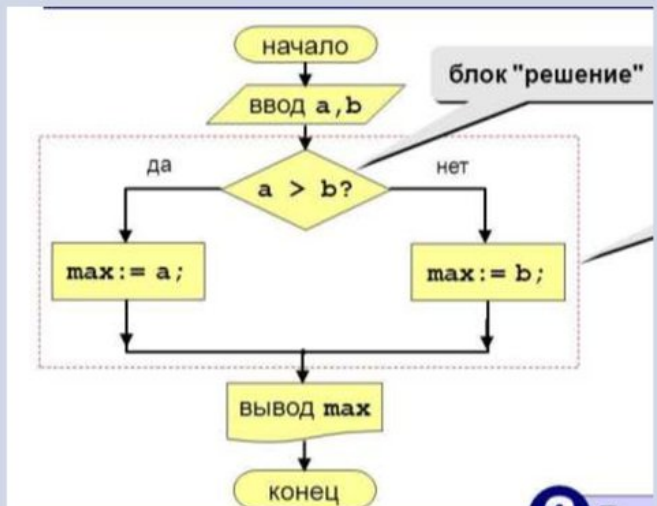 начало
блок "решение"
ввод a,b
да
нет
a > b?
max:= a;
max:= b;
вывод max
конец